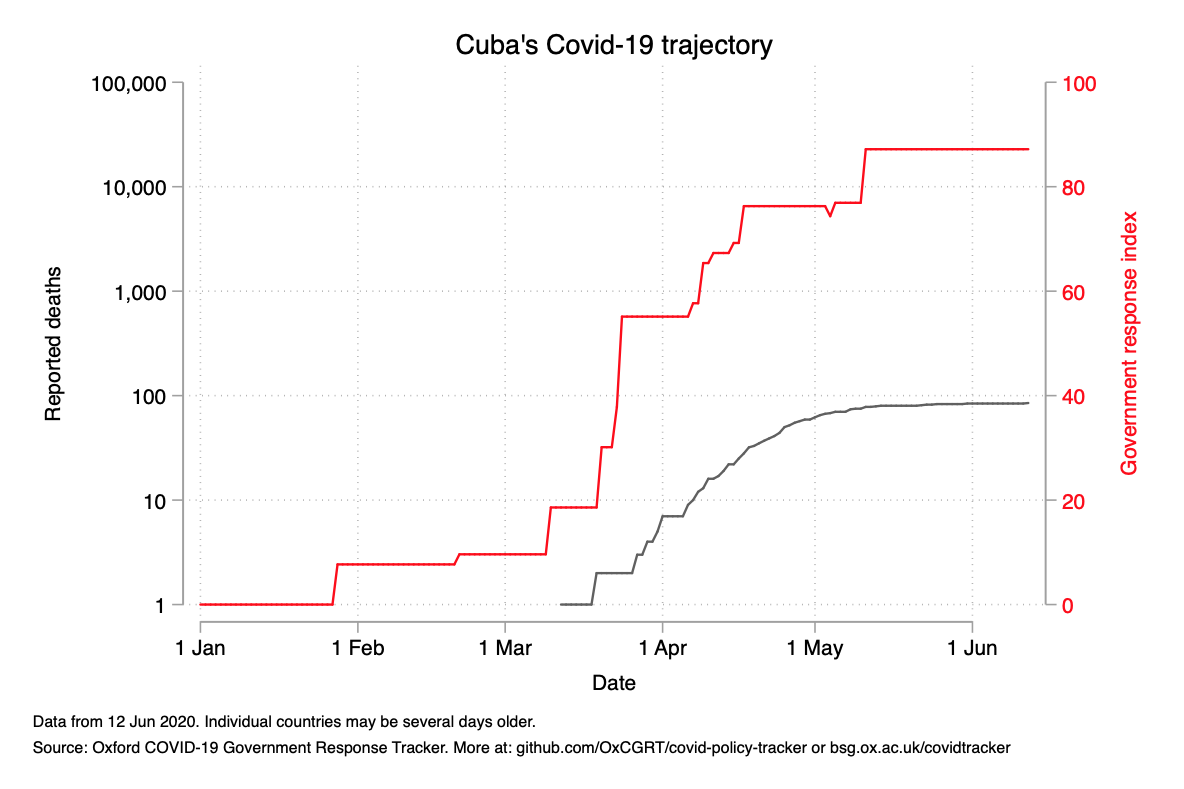 Cuba's Covid-19 trajectory
100,000
10,000
1,000
100
10
1
Reported deaths
100
80
60
40
20
0
Government response index
1 Jan
1 Feb
1 Mar
1 Apr
1 May
1 Jun
Date
Data from 12 Jun 2020. Individual countries may be several days older.
Source: Oxford COVID-19 Government Response Tracker. More at: github.com/OxCGRT/covid-policy-tracker or bsg.ox.ac.uk/covidtracker